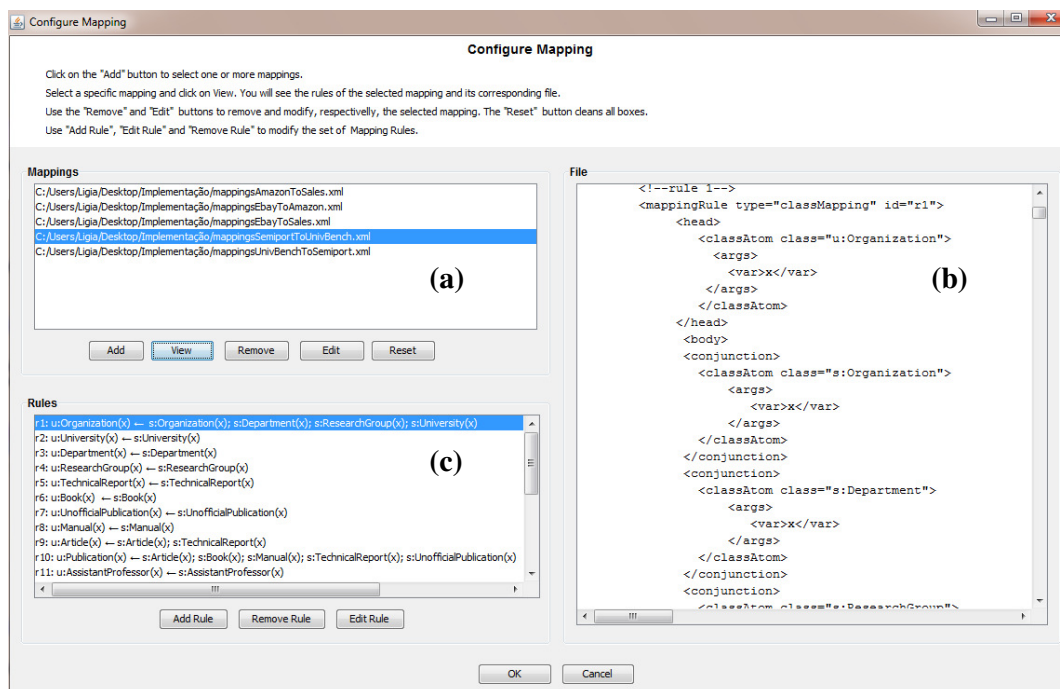 Configure Mapping
Configure Mapping
Click on the "Add" button to select one or more mappings.
Select a specific mapping and click on View. You will see the rules of the selected mapping and its corresponding file.
Use the "Remove" and "Edit" buttons to remove and modify, respectivelly, the selected mapping. The "Reset" button cleans all boxes.
Use "Add Rule", "Edit Rule" and "Remove Rule" to modify the set of Mapping Rules.
Mappings
C:/Users/Ligia/Desktop/Implementação/mappingsAmazonToSales.xml
C:/Users/Ligia/Desktop/Implementação/mappingsEbayToAmazon.xml
C:/Users/Ligia/Desktop/Implementação/mappingsEbayToSales.xml
C:/Users/Ligia/Desktop/Implementação/mappingsSemiportToUnivBench.xml
C:/Users/Ligia/Desktop/Implementação/mappingsUnivBenchToSemiport.xml
(a)
Add View Remove Edit Reset
Rules
r1: u:Organization(x) ← s:Organization(x); s:Department(x); s:ResearchGroup(x); s:University(x)
r2: u:University(x) ← s:University(x)
r3: u:Department(x) ← s:Department(x)
r4: u:ResearchGroup(x) ← s:ResearchGroup(x)
r5: u:TechnicalReport(x) ← s:TechnicalReport(x)
r6: u:Book(x) ← s:Book(x)
r7: u:UnofficialPublication(x) ← s:UnofficialPublication(x)
r8: u:Manual(x) ← s:Manual(x)
r9: u:Article(x) ← s:Article(x); s:TechnicalReport(x)
r10: u:Publication(x) ← s:Article(x); s:Book(x); s:Manual(x); s:TechnicalReport(x); s:UnofficialPublication(x)
r11: u:AssistantProfessor(x) ← s:AssistantProfessor(x)
(c)
Add Rule Remove Rule Edit Rule
File
<!--rule 1-->
<mappingRule type="classMapping" id="r1">
<head>
<classAtom class="u:Organization">
<args>
<var>x</var>
</args>
</classAtom>
</head>
<body>
<conjunction>
<classAtom class="s:Organization">
<args>
<var>x</var>
</args>
</classAtom>
</conjunction>
<conjunction>
<classAtom class="s:Department">
<args>
<var>x</var>
</args>
</classAtom>
</conjunction>
<conjunction>
<classAtom class="s:ResearchGroup">
(b)
OK Cancel